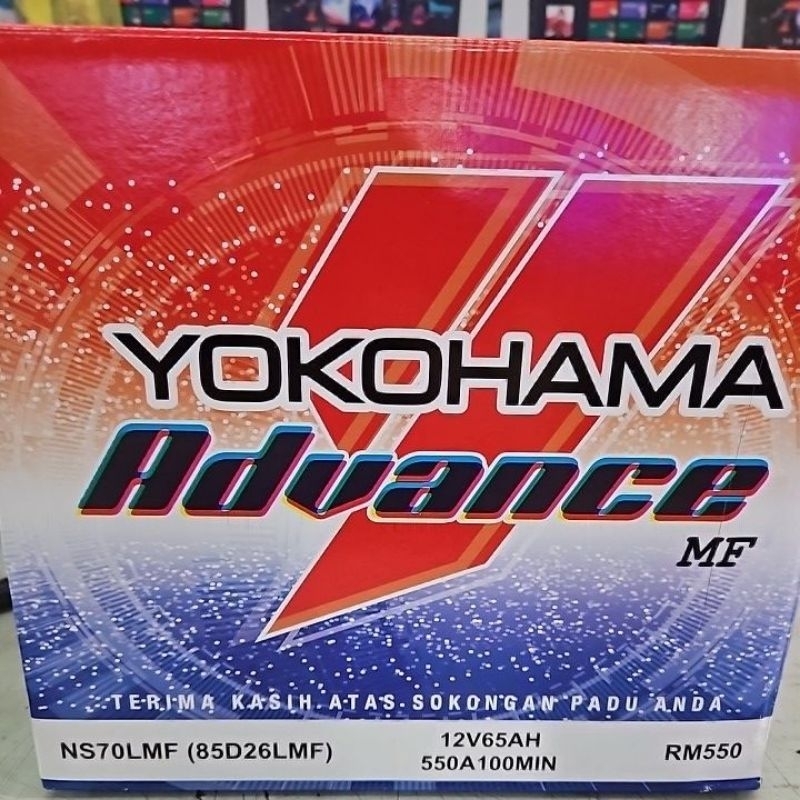 YOKOHAMA
Advance
MF
TERIMA KASIH ATAS SOKONGAN PADU ANDA
NS70LMF (85D26LMF)
12V65AH
550A100MIN
RM550